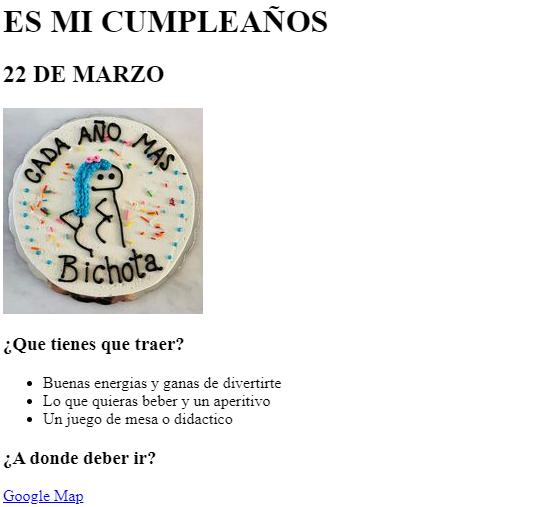 ES MI CUMPLEAÑOS
22 DE MARZO
CADA AÑO MAS
Bichota
¿Que tienes que traer?
Buenas energias y ganas de divertirte
Lo que quieras beber y un aperitivo
Un juego de mesa o didactico
¿A donde deber ir?
Google Map